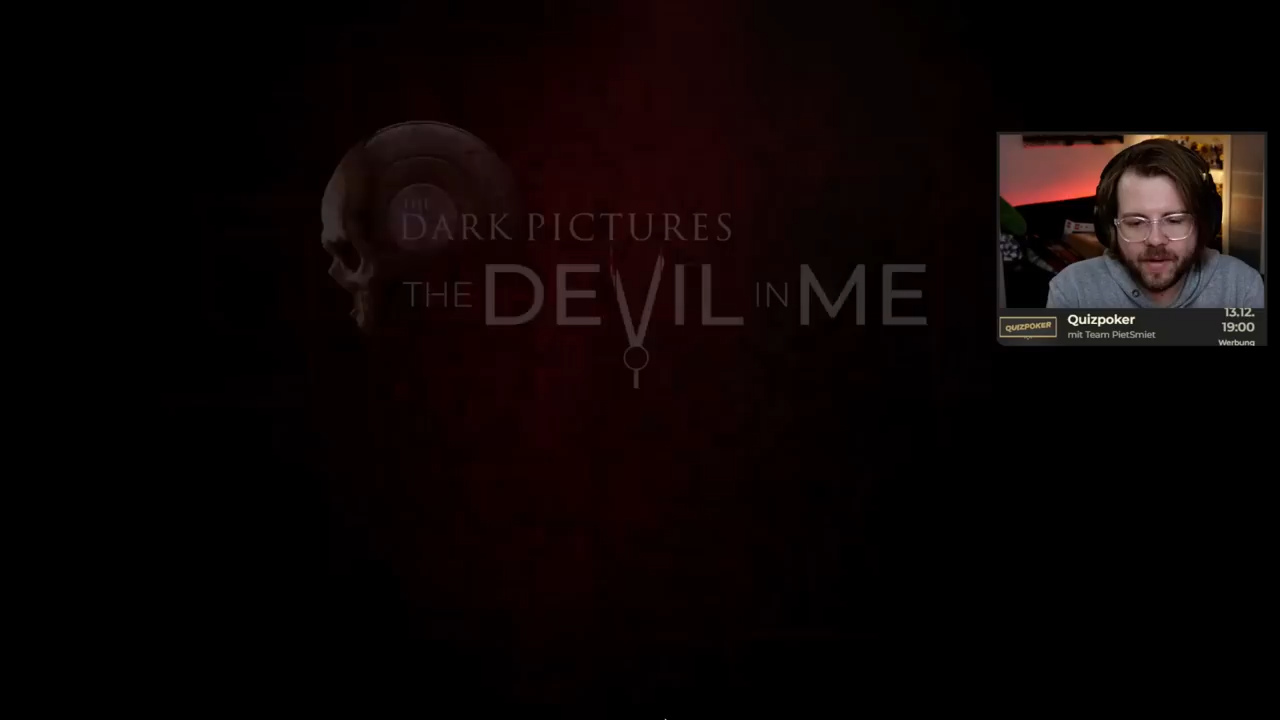 THE
DARK PICTURES
THE DEVIL IN ME
QUIZPOKER
Quizpoker
mit Team PietSmiet
13.12.
19:00
Werbung